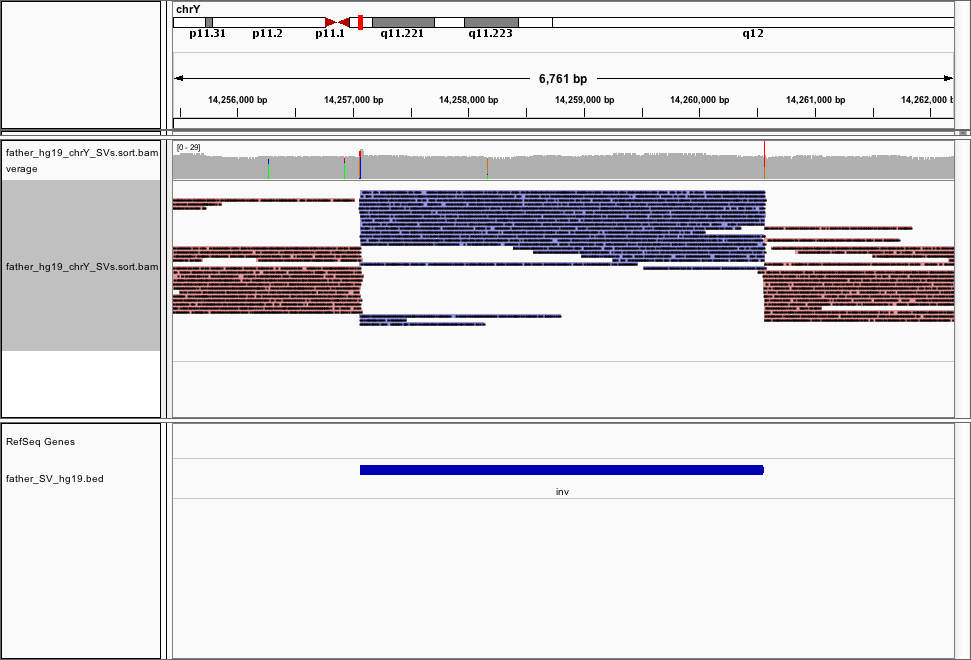 chrY
p11.31 p11.2 p11.1 q11.221 q11.223 q12
6,761 bp
14,256,000 bp 14,257,000 bp 14,258,000 bp 14,259,000 bp 14,260,000 bp 14,261,000 bp 14,262,000 b
father_hg19_chrY_SVs.sort.bam
verage
[0 - 29]
father_hg19_chrY_SVs.sort.bam
RefSeq Genes
father_SV_hg19.bed
inv